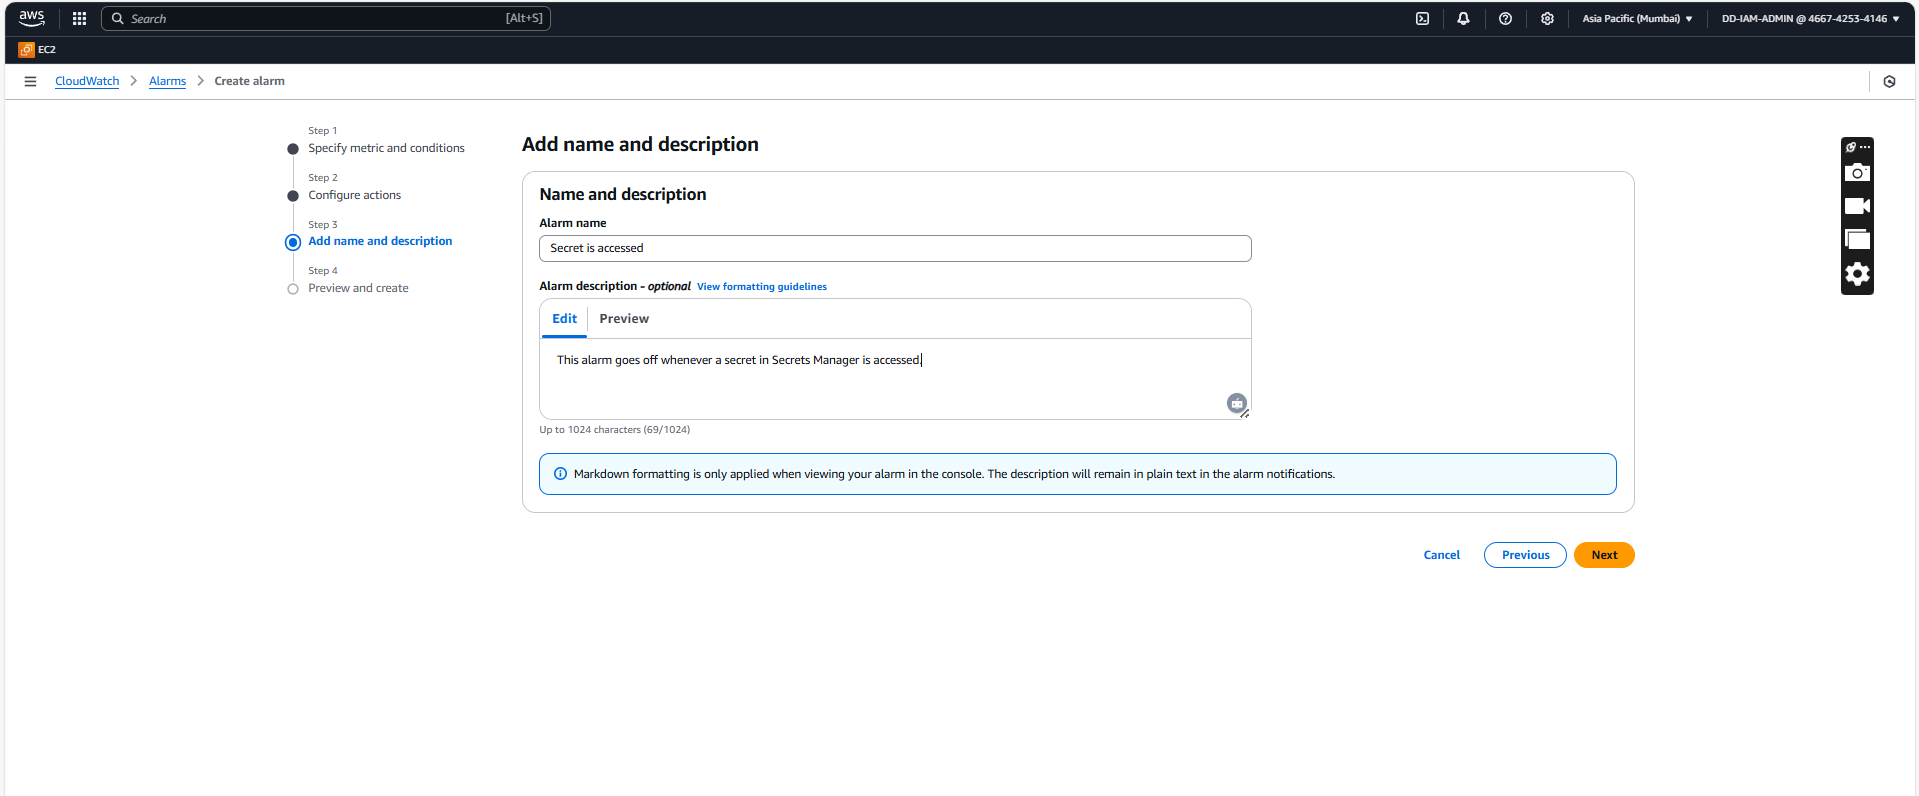 aws
Search [Alt+S]
Asia Pacific (Mumbai) ▼
DD-IAM-ADMIN @ 4667-4253-4146 ▼
EC2
CloudWatch > Alarms > Create alarm
Step 1
Specify metric and conditions
Step 2
Configure actions
Step 3
Add name and description
Step 4
Preview and create
Add name and description
Name and description
Alarm name
Secret is accessed
Alarm description - optional View formatting guidelines
Edit Preview
This alarm goes off whenever a secret in Secrets Manager is accessed.
Up to 1024 characters (69/1024)
Markdown formatting is only applied when viewing your alarm in the console. The description will remain in plain text in the alarm notifications.
Cancel Previous Next